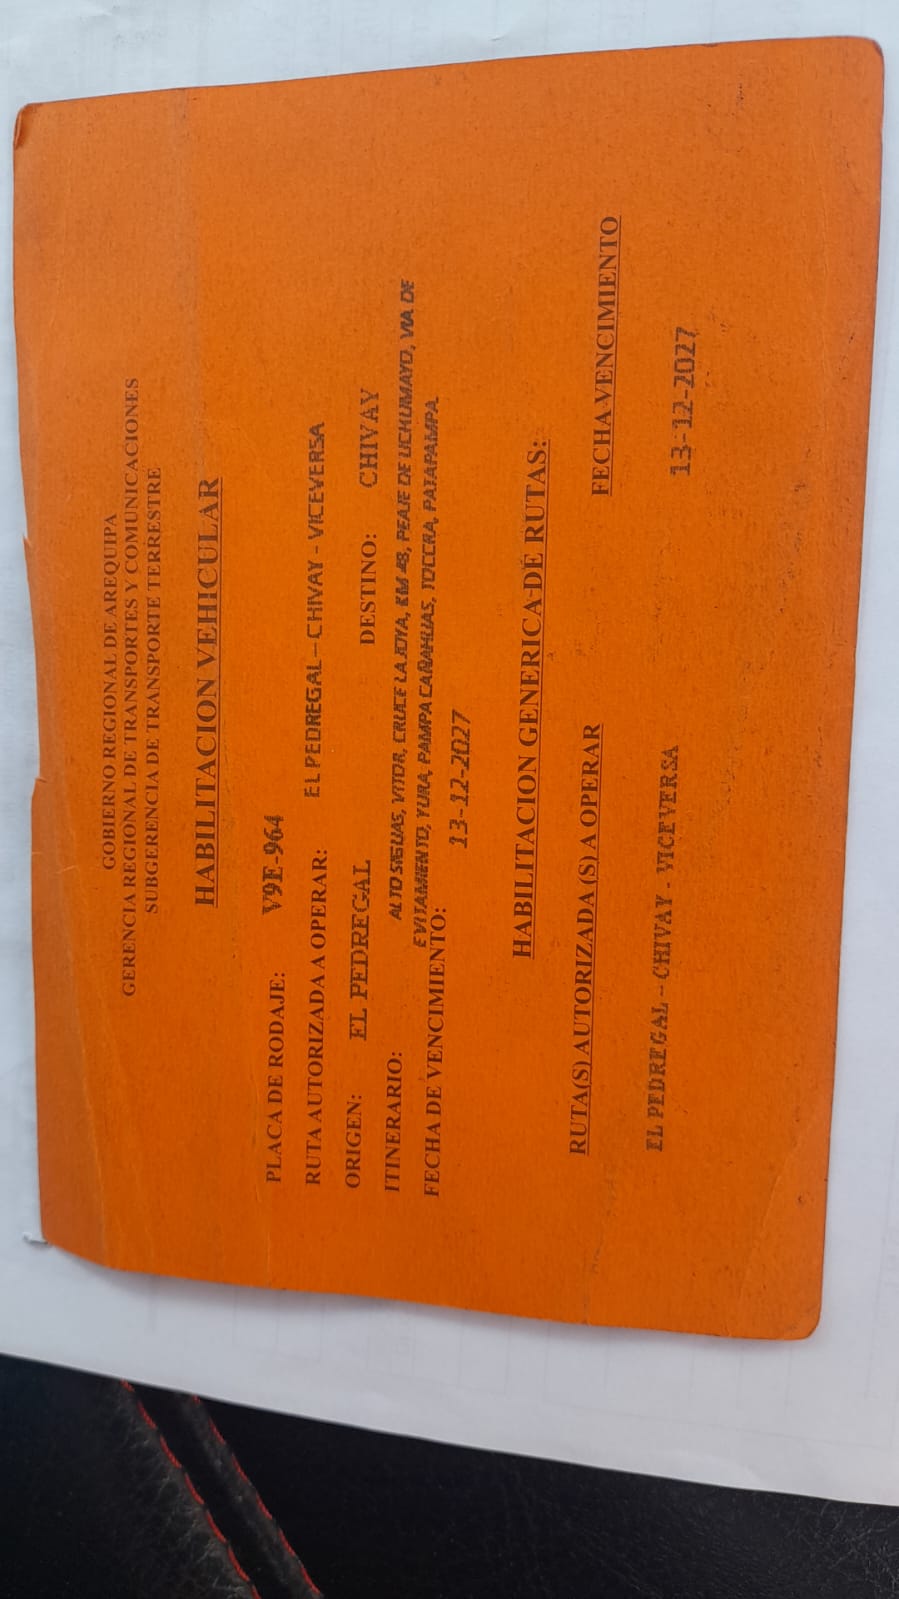 GOBIERNO REGIONAL DE AREQUIPA
GERENCIA REGIONAL DE TRANSPORTES Y COMUNICACIONES
SUBGERENCIA DE TRANSPORTE TERRESTRE
HABILITACION VEHICULAR
PLACA DE RODAJE: V9E-964
RUTA AUTORIZADA A OPERAR: EL PEDREGAL - CHIVAY - VICEVERSA
ORIGEN: EL PEDREGAL DESTINO: CHIVAY
ITINERARIO: ALTO SIGUAS, VITOR, CRUCE LA JOYA, KM 48, PEAJE DE UCHUMAYO, VIA DE
EVITAMIENTO, YURA, PAMPA CAÑAHUAS, TOCCRA, PATAPAMPA
FECHA DE VENCIMIENTO: 13-12-2027
HABILITACION GENERICA DE RUTAS:
RUTA(S) AUTORIZADA(S) A OPERAR FECHA VENCIMIENTO
EL PEDREGAL - CHIVAY - VICEVERSA 13-12-2027